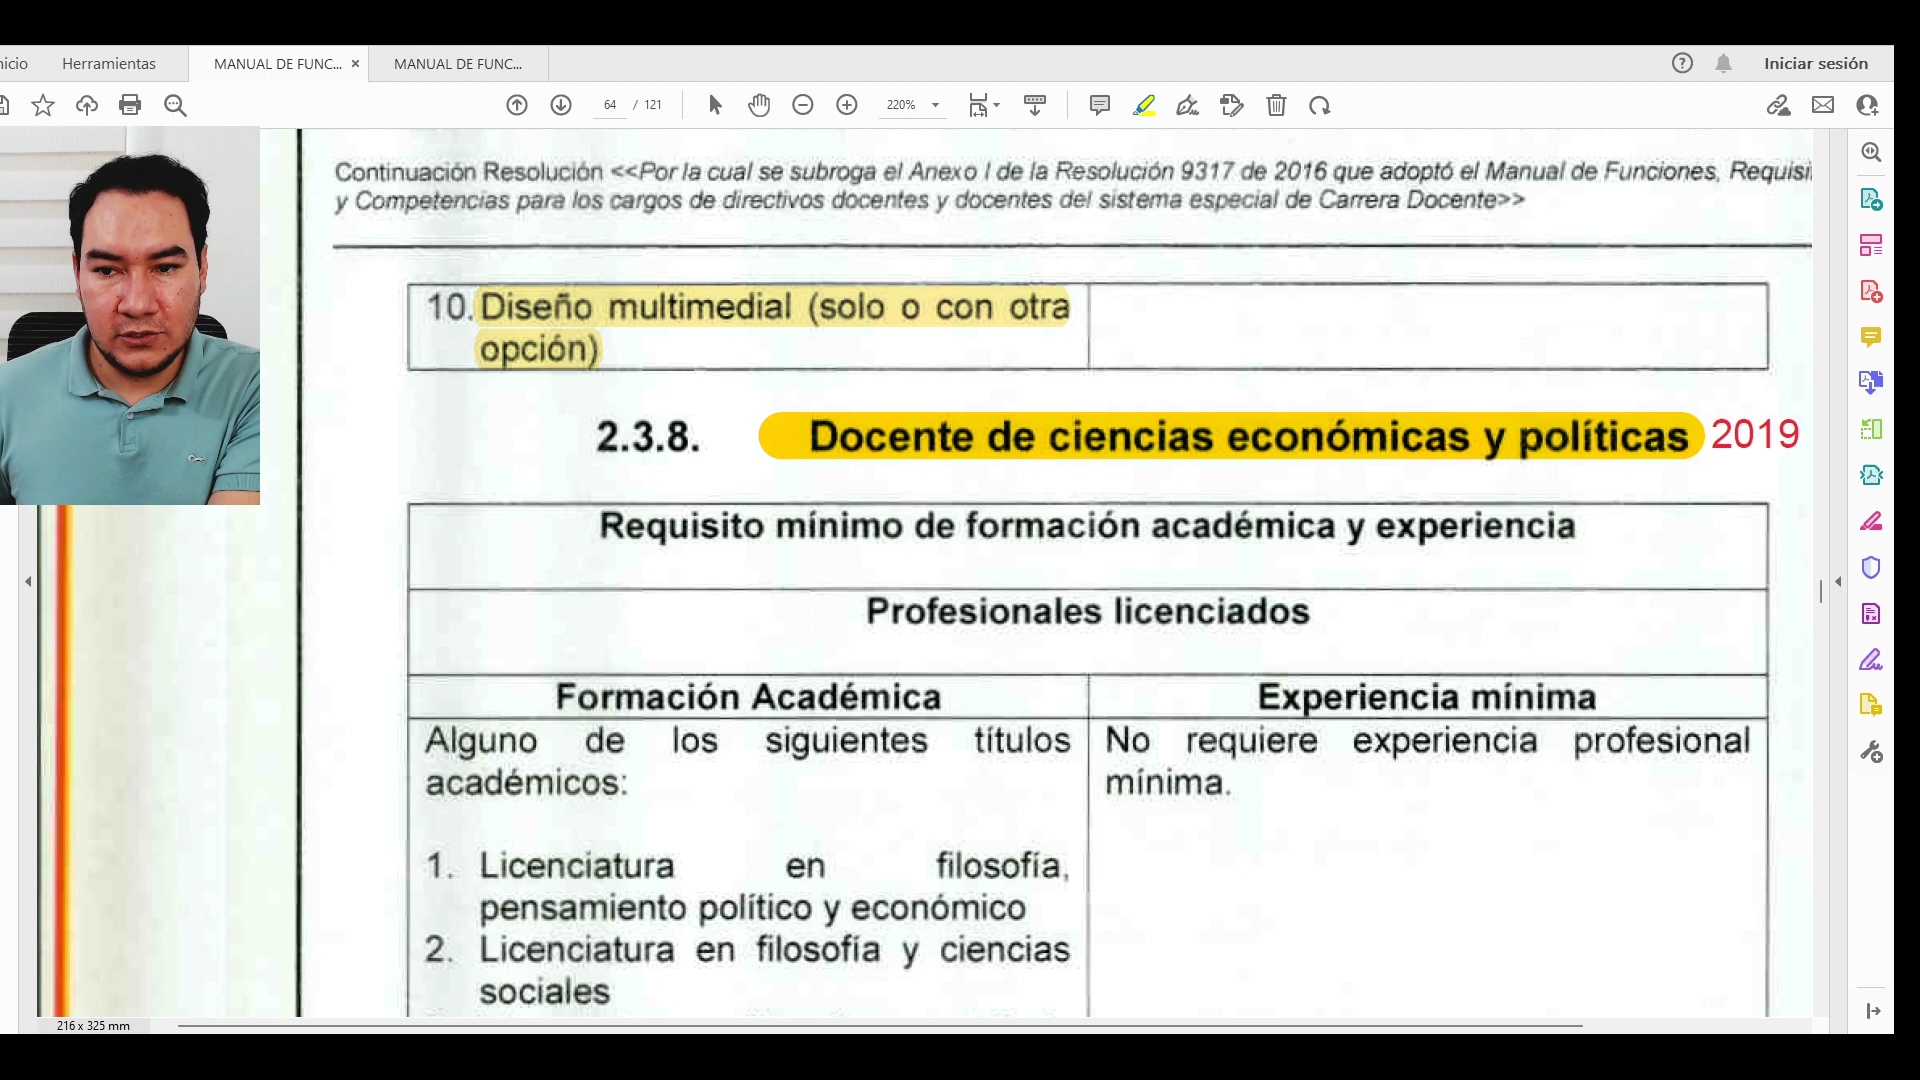 Herramientas
MANUAL DE FUNC... ×
MANUAL DE FUNC...
Iniciar sesión
64 / 121
220%
Continuación Resolución <<Por la cual se subroga el Anexo I de la Resolución 9317 de 2016 que adoptó el Manual de Funciones,
y Competencias para los cargos de directivos docentes y docentes del sistema especial de Carrera Docente>>
10. Diseño multimedial (solo o con otra
opción)
2.3.8. Docente de ciencias económicas y políticas 2019
Requisito mínimo de formación académica y experiencia
Profesionales licenciados
Formación Académica
Experiencia mínima
Alguno de los siguientes títulos
académicos:
No requiere experiencia profesional
mínima.
1. Licenciatura en filosofía,
pensamiento político y económico
2. Licenciatura en filosofía y ciencias
sociales
216 x 325 mm